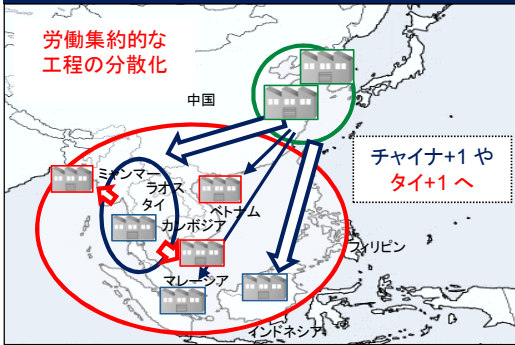 労働集約的な
工程の分散化
中国
チャイナ+1 や
タイ+1 へ
ミャンマー
ラオス
タイ
ベトナム
カンボジア
フィリピン
マレーシア
インドネシア